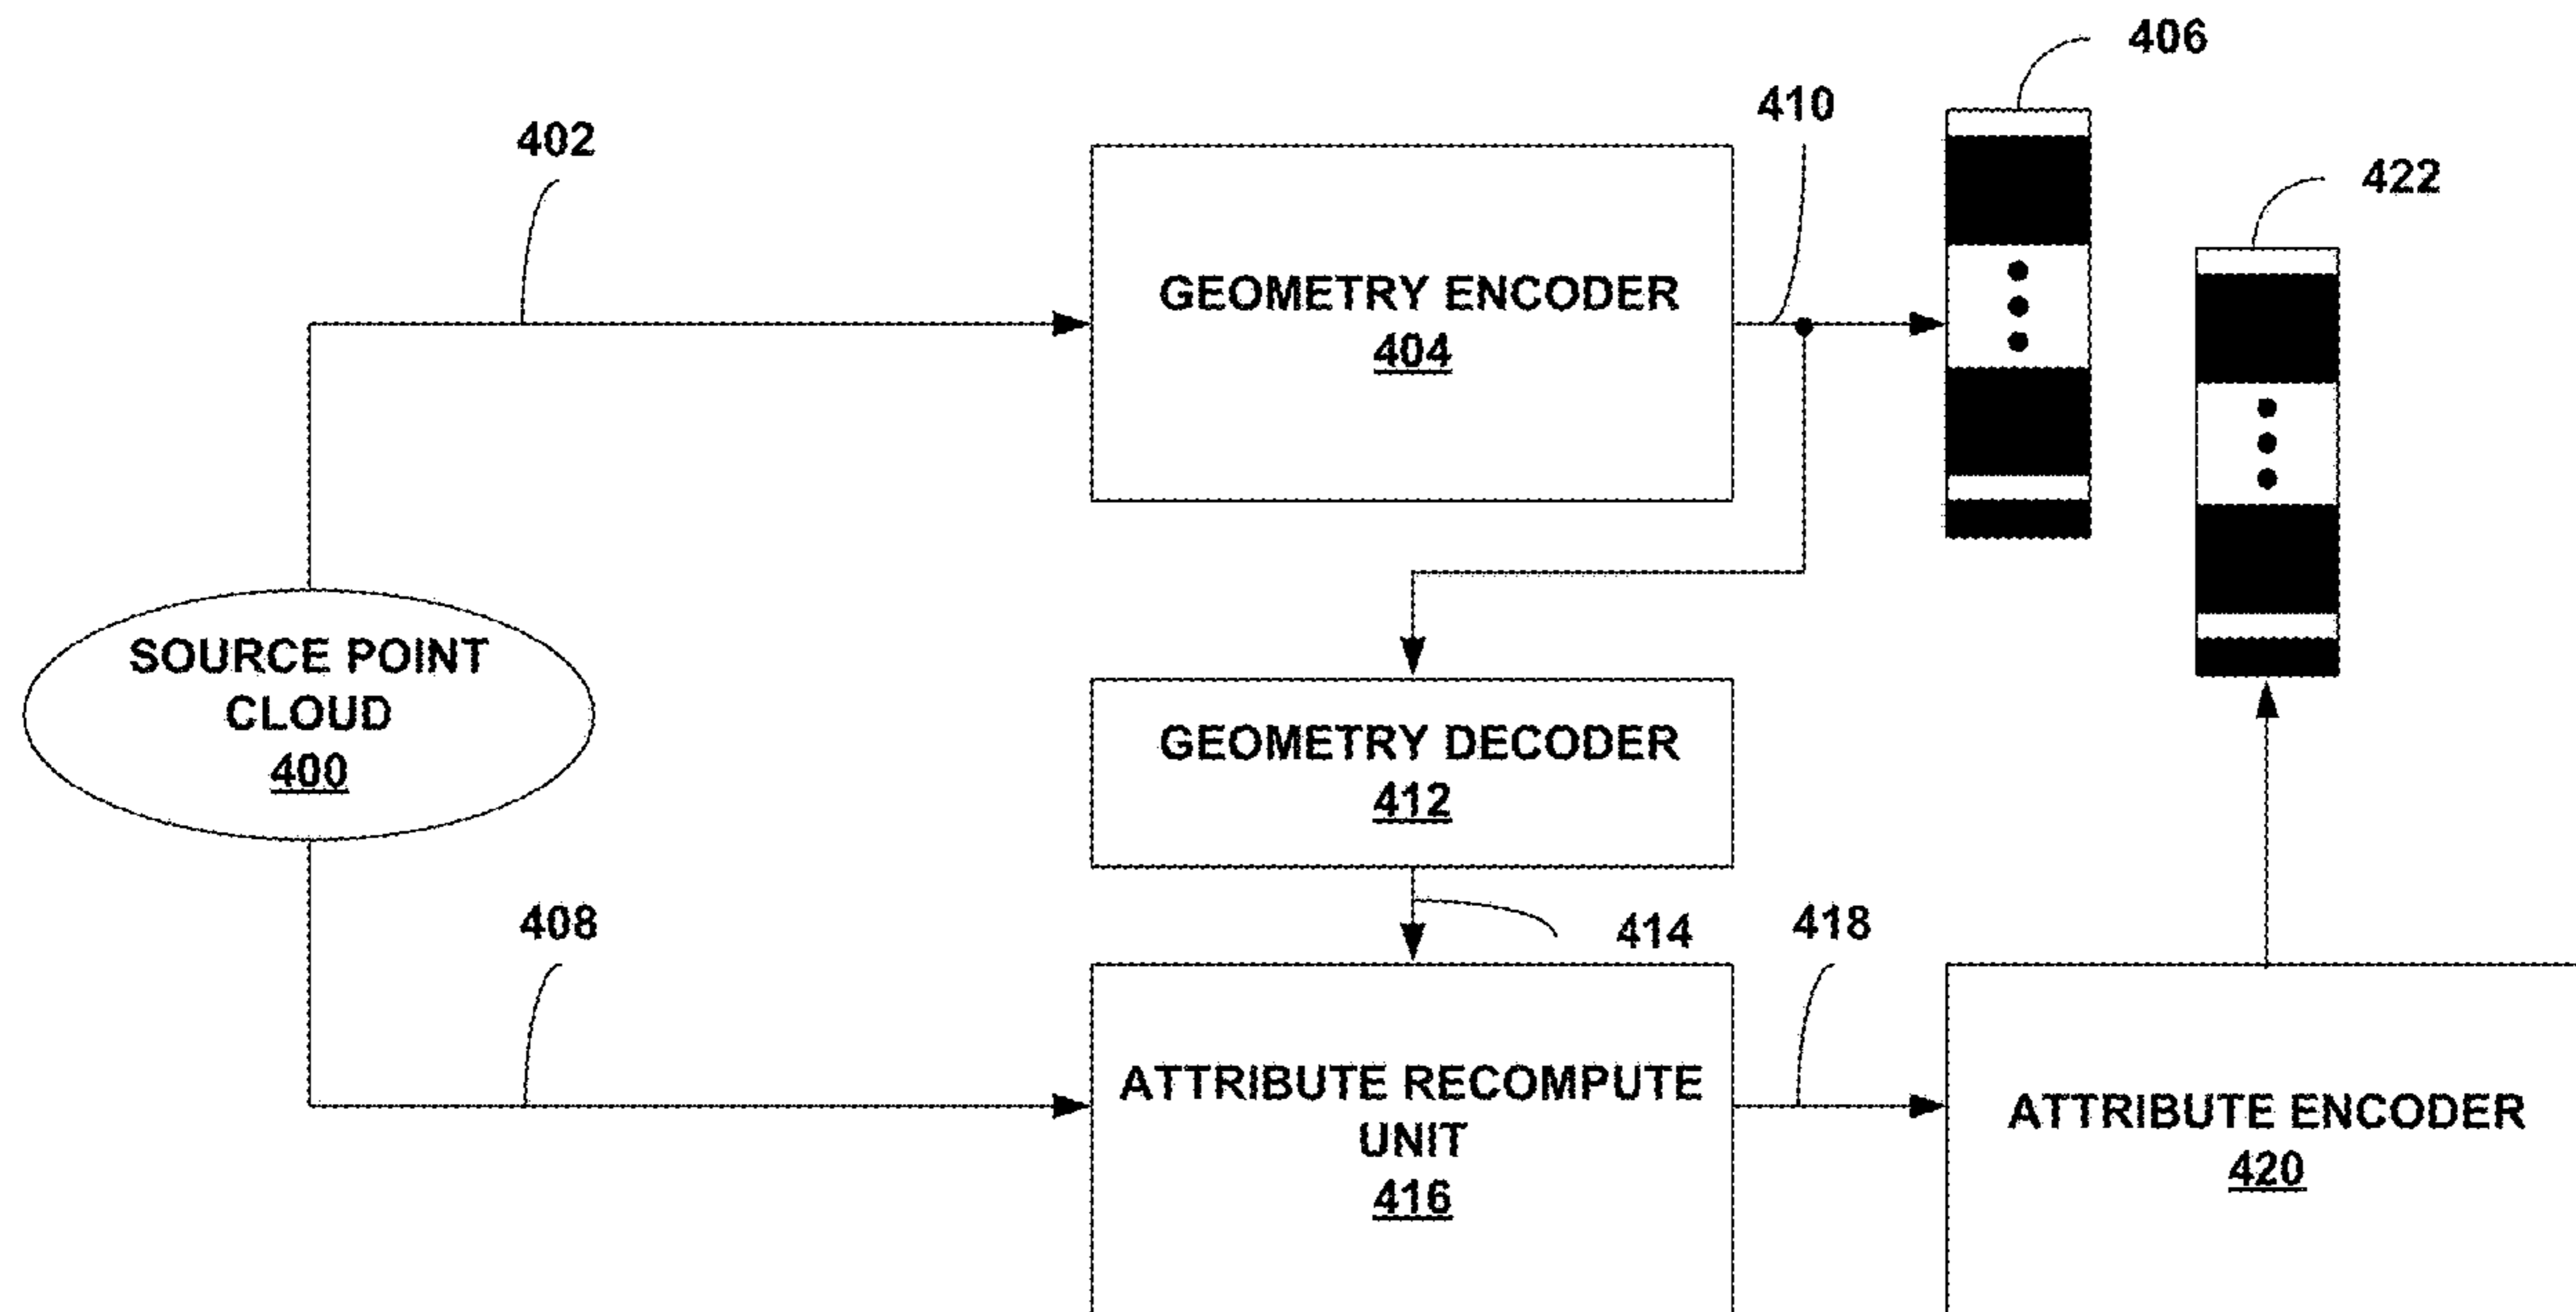 406
410
402
422
GEOMETRY ENCODER
404
SOURCE POINT
CLOUD
400
GEOMETRY DECODER
412
408
414
418
ATTRIBUTE RECOMPUTE
UNIT
416
ATTRIBUTE ENCODER
420